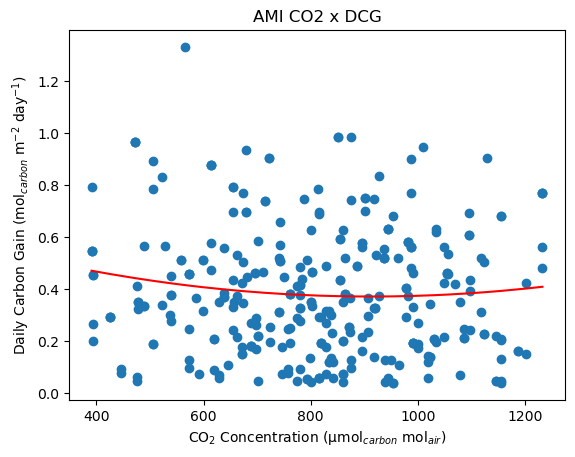 AMI CO2 x DCG
Daily Carbon Gain (mol_carbon m^−2 day^−1)
1.2
1.0
0.8
0.6
0.4
0.2
0.0
400 600 800 1000 1200
CO₂ Concentration (μmol_carbon mol_air)